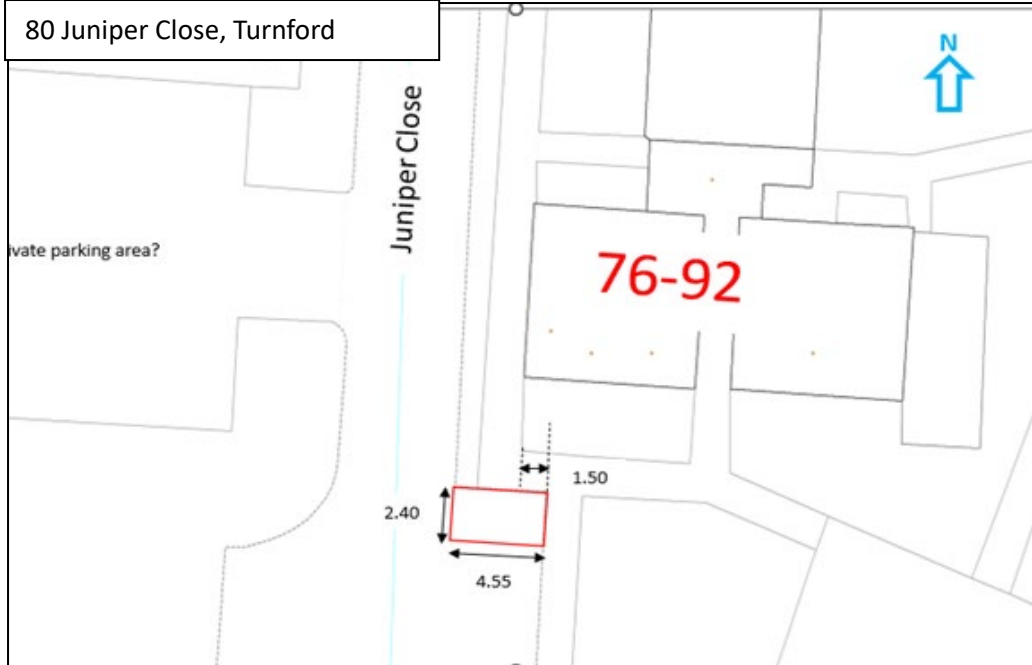 80 Juniper Close, Turnford
N
Juniper Close
ivate parking area?
76-92
1.50
2.40
4.55